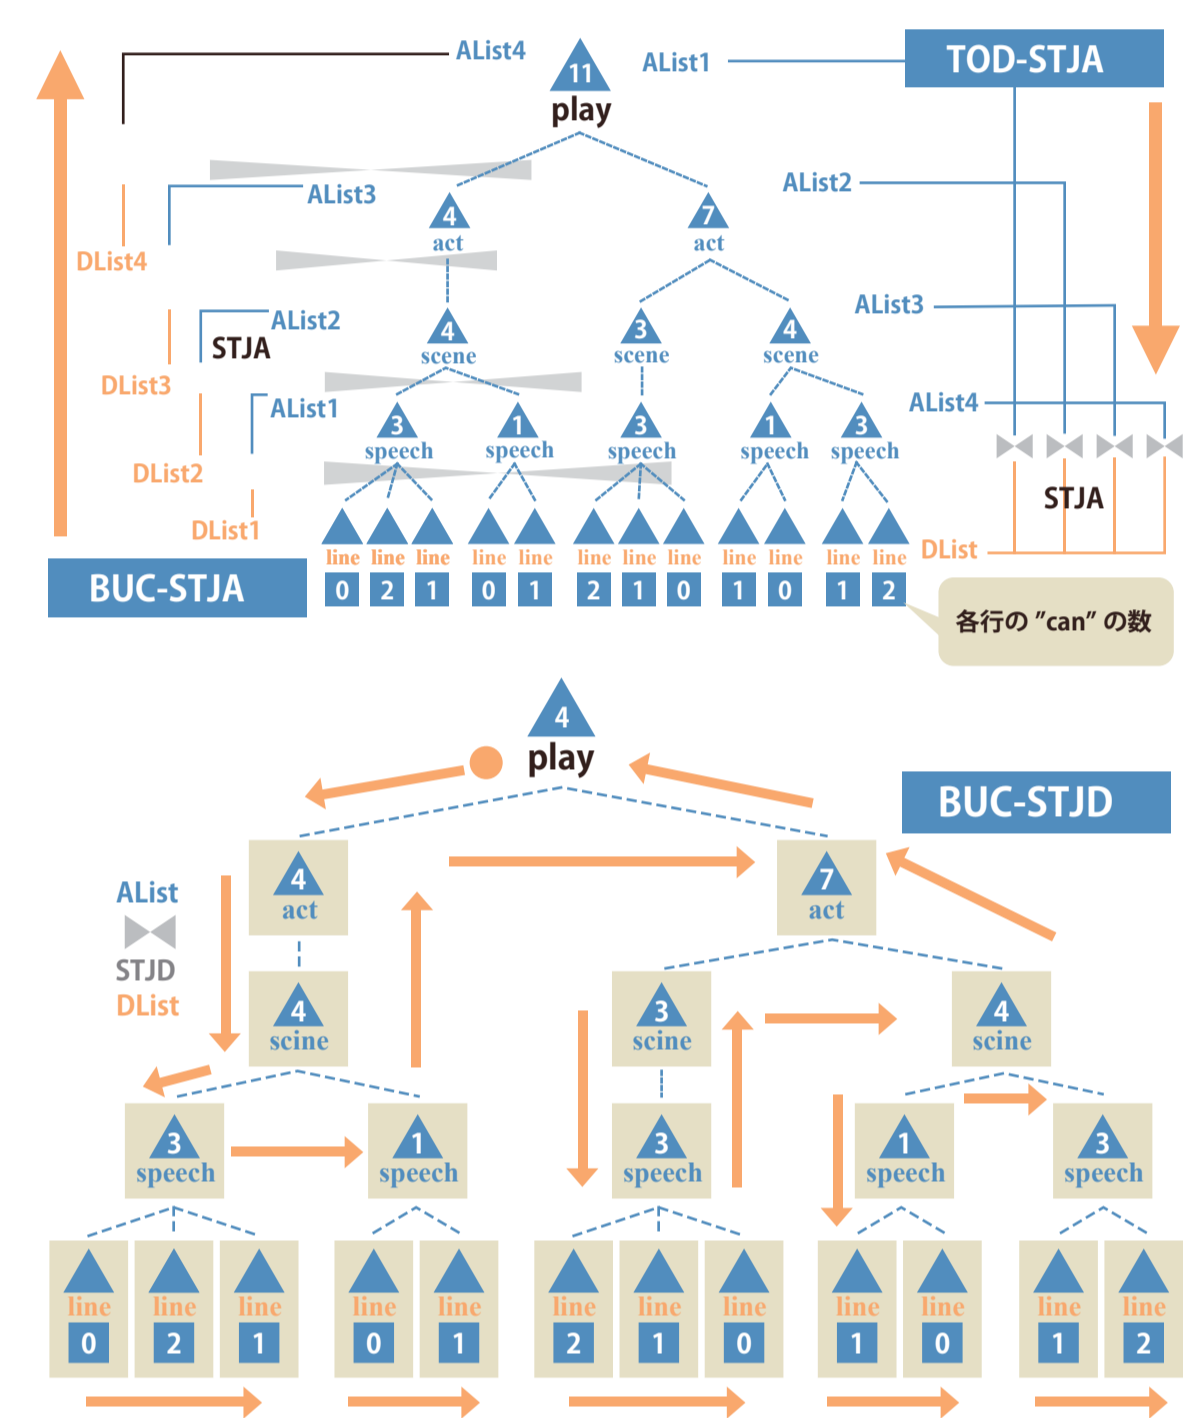 AList4
11
play
AList1
TOD-STJA
AList3
AList2
4
act
7
act
DList4
AList2
STJA
AList3
4
scene
3
scene
4
scene
DList3
AList1
AList4
3
speech
1
speech
3
speech
1
speech
3
speech
DList2
STJA
DList1
DList
line line line line line line line line line line line line
BUC-STJA
0 2 1 0 1 2 1 0 1 0 1 2
各行の ”can” の数
4
play
BUC-STJD
AList
STJD
DList
4
act
7
act
4
scine
3
scine
4
scine
3
speech
1
speech
3
speech
1
speech
3
speech
line line line line line line line line line line line line
0 2 1 0 1 2 1 0 1 0 1 2